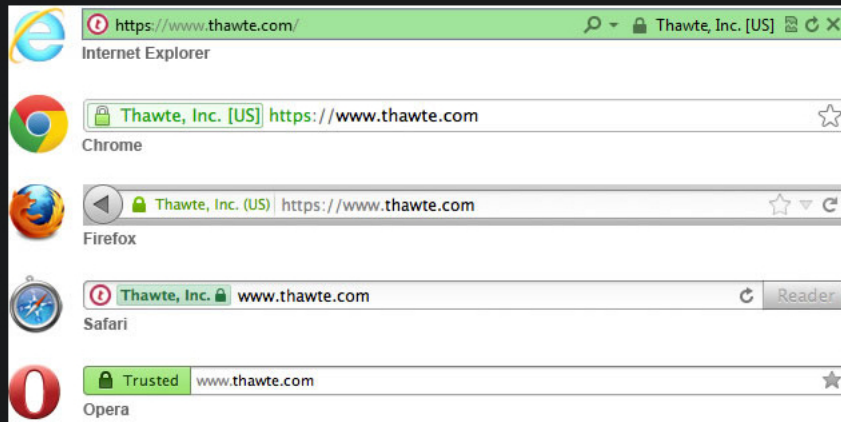 https://www.thawte.com/ Thawte, Inc. [US]
Internet Explorer
Thawte, Inc. [US] https://www.thawte.com
Chrome
Thawte, Inc. (US) https://www.thawte.com
Firefox
Thawte, Inc. www.thawte.com Reader
Safari
Trusted www.thawte.com
Opera